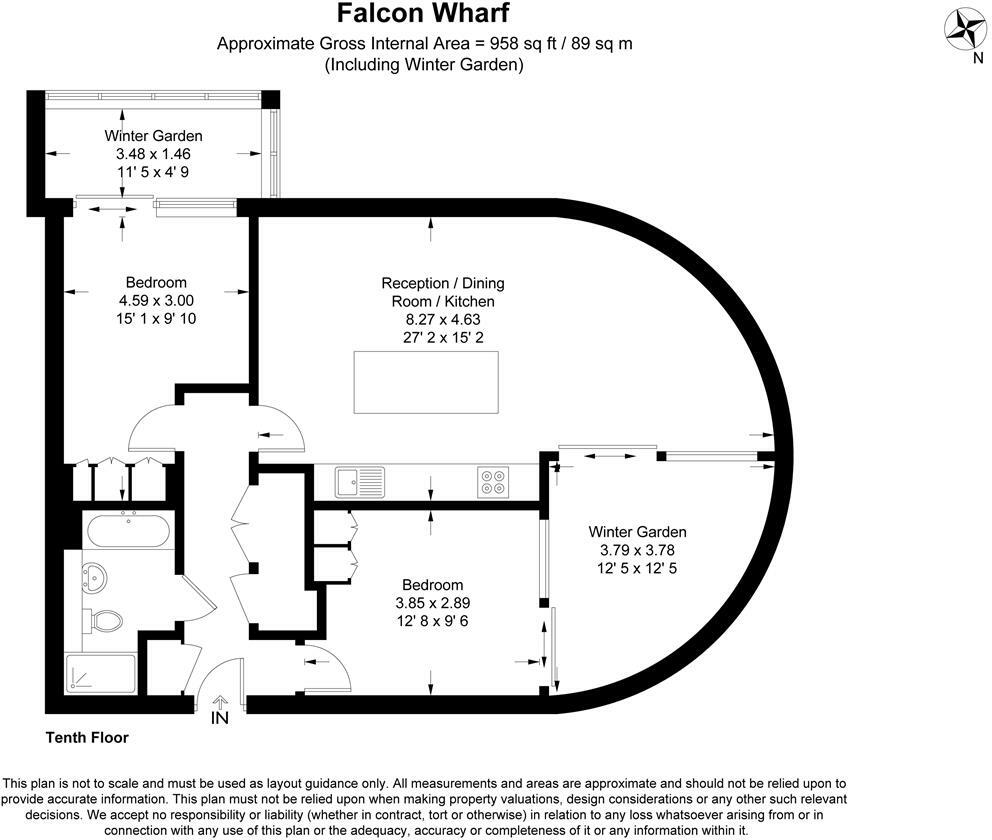 Falcon Wharf
Approximate Gross Internal Area = 958 sq ft / 89 sq m
(Including Winter Garden)
N
Winter Garden
3.48 x 1.46
11' 5 x 4' 9
Bedroom
4.59 x 3.00
15' 1 x 9' 10
Reception / Dining
Room / Kitchen
8.27 x 4.63
27' 2 x 15' 2
Winter Garden
3.79 x 3.78
12' 5 x 12' 5
Bedroom
3.85 x 2.89
12' 8 x 9' 6
IN
Tenth Floor
This plan is not to scale and must be used as layout guidance only. All measurements and areas are approximate and should not be relied upon to
provide accurate information. This plan must not be relied upon when making property valuations, design considerations or any other such relevant
decisions. We accept no responsibility or liability (whether in contract, tort or otherwise) in relation to any loss whatsoever arising from or in
connection with any use of this plan or the adequacy, accuracy or completeness of it or any information within it.